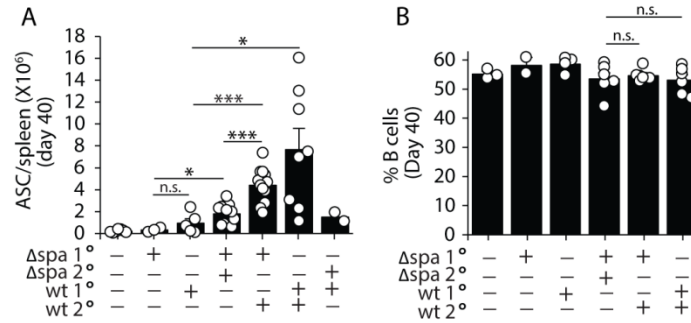 A
ASC/spleen (X10⁶)
(day 40)
18
16
14
12
10
8
6
4
2
0
*
***
***
*
n.s.
Δspa 1° — + — + + — —
Δspa 2° — — — + — — +
wt 1° — — + — — + +
wt 2° — — — — + + —
B
% B cells
(Day 40)
60
50
40
30
20
10
0
n.s.
n.s.
Δspa 1° — + — + + —
Δspa 2° — — — + — —
wt 1° — — + — — +
wt 2° — — — — + +